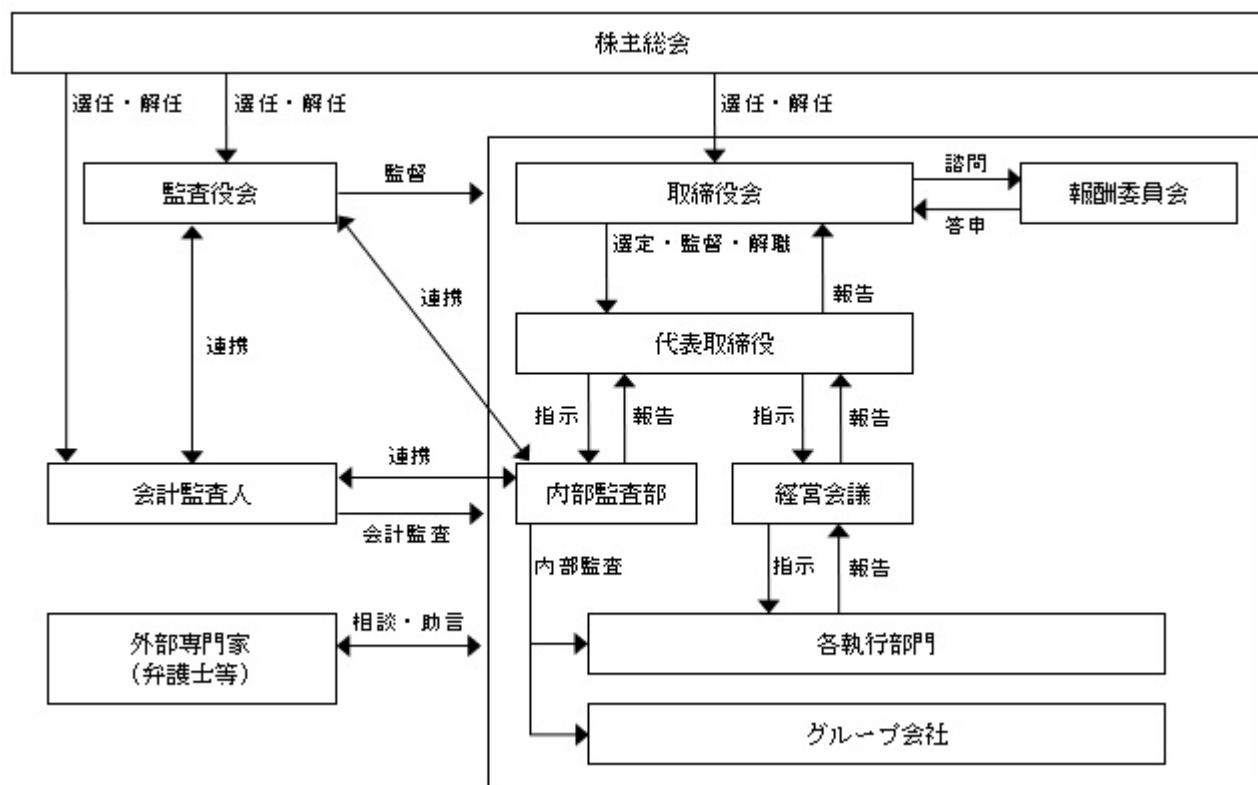 株主総会
選任・解任
選任・解任
選任・解任
監査役会
監督
取締役会
諮問
答申
報酬委員会
選定・監督・解職
報告
連携
連携
代表取締役
指示
報告
指示
報告
会計監査人
連携
会計監査
内部監査部
経営会議
内部監査
指示
報告
外部専門家
(弁護士等)
相談・助言
各執行部門
グループ会社